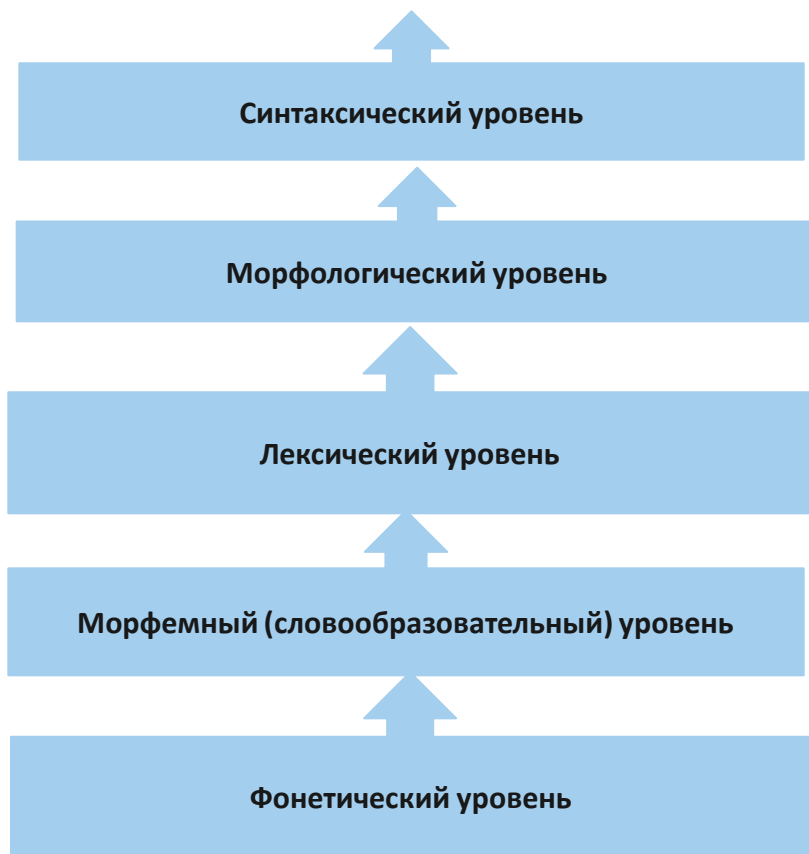 Синтаксический уровень
Морфологический уровень
Лексический уровень
Морфемный (словообразовательный) уровень
Фонетический уровень